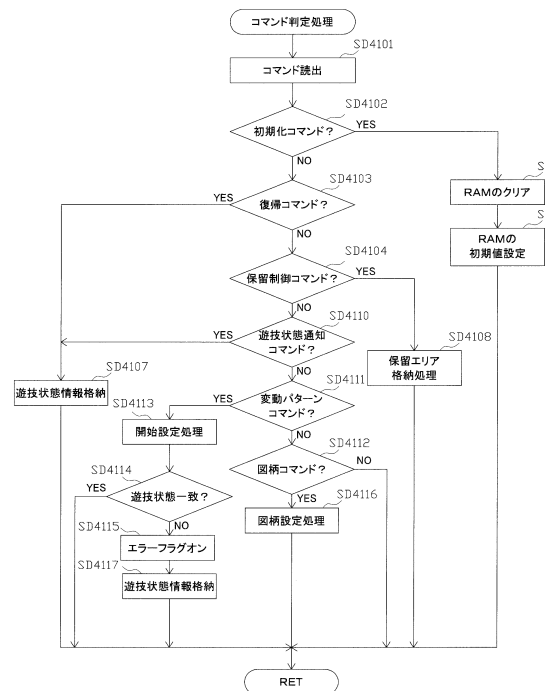 コマンド判定処理
SD4101
コマンド読出
SD4102
初期化コマンド?
YES
NO
SD4103
S
RAMのクリア
YES
復帰コマンド?
NO
S
RAMの
初期値設定
SD4104
保留制御コマンド?
YES
NO
SD4110
YES
遊技状態通知
コマンド?
NO
SD4108
保留エリア
格納処理
SD4107
遊技状態情報格納
SD4111
YES
変動パターン
コマンド?
NO
SD4113
開始設定処理
SD4112
図柄コマンド?
NO
YES
SD4114
YES
遊技状態一致?
NO
SD4116
図柄設定処理
SD4115
エラーフラグオン
SD4117
遊技状態情報格納
RET